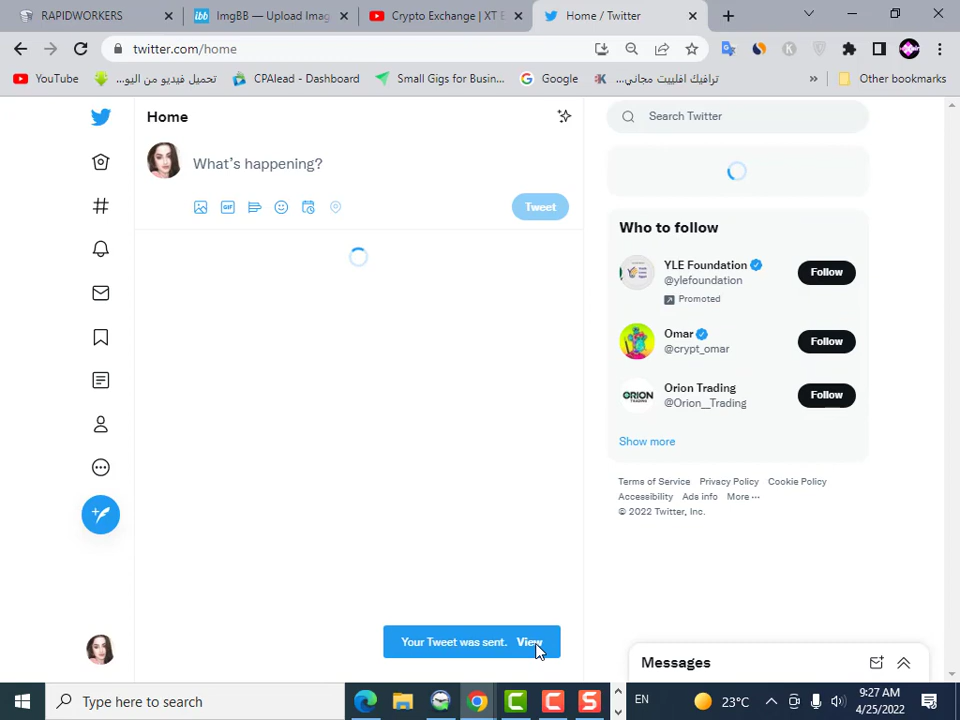 RAPIDWORKERS
ImgBB — Upload Imag
Crypto Exchange | XT E
Home / Twitter
twitter.com/home
YouTube
تحميل فيديو من اليو...
CPAlead - Dashboard
Small Gigs for Busin...
Google
ترافيك افلييت مجاني...
Other bookmarks
Home
Search Twitter
What's happening?
GIF
Tweet
Who to follow
YLE Foundation
@ylefoundation
Promoted
Follow
Omar
@crypt_omar
Follow
ORION
Orion Trading
@Orion__Trading
Follow
Show more
Terms of Service Privacy Policy Cookie Policy
Accessibility Ads info More ···
© 2022 Twitter, Inc.
Your Tweet was sent. View
Messages
Type here to search
EN
23°C
9:27 AM
4/25/2022